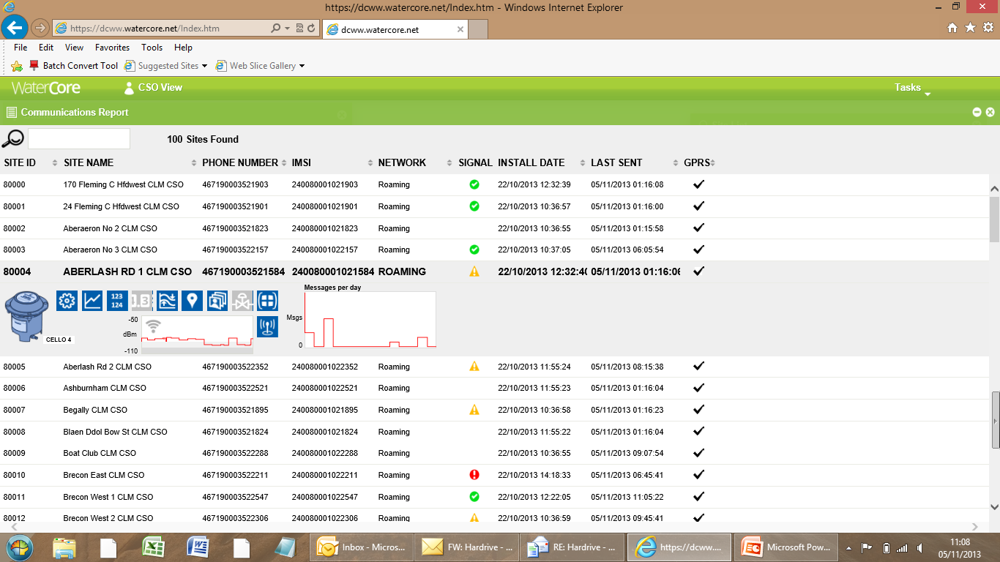 https://dcww.watercore.net/Index.htm - Windows Internet Explorer
https://dcww.watercore.net/Index.htm
dcww.watercore.net
File Edit View Favorites Tools Help
Batch Convert Tool Suggested Sites Web Slice Gallery
WaterCore CSO View Tasks
Communications Report
100 Sites Found
SITE ID SITE NAME PHONE NUMBER IMSI NETWORK SIGNAL INSTALL DATE LAST SENT GPRS
80000 170 Fleming C Hfdwest CLM CSO 467190003521903 240080001021903 Roaming 22/10/2013 12:32:39 05/11/2013 01:16:08
80001 24 Fleming C Hfdwest CLM CSO 467190003521901 240080001021901 Roaming 22/10/2013 10:36:57 05/11/2013 01:16:00
80002 Aberaeron No 2 CLM CSO 467190003521823 240080001021823 Roaming 22/10/2013 10:36:55 05/11/2013 01:15:58
80003 Aberaeron No 3 CLM CSO 467190003522157 240080001022157 Roaming 22/10/2013 10:37:05 05/11/2013 06:05:54
80004 ABERLASH RD 1 CLM CSO 467190003521584 240080001021584 ROAMING 22/10/2013 12:32:40 05/11/2013 01:16:06
Messages per day
123
124
1.3
Msgs
0
-50
dBm
-110
CELLO 4
80005 Aberlash Rd 2 CLM CSO 467190003522352 240080001022352 Roaming 22/10/2013 11:55:24 05/11/2013 08:15:38
80006 Ashburnham CLM CSO 467190003522521 240080001022521 Roaming 22/10/2013 11:55:23 05/11/2013 01:16:04
80007 Begally CLM CSO 467190003521895 240080001021895 Roaming 22/10/2013 10:36:58 05/11/2013 01:16:23
80008 Blaen Ddol Bow St CLM CSO 467190003521824 240080001021824 Roaming 22/10/2013 11:55:22 05/11/2013 01:16:04
80009 Boat Club CLM CSO 467190003522288 240080001022288 Roaming 22/10/2013 10:36:55 05/11/2013 09:07:54
80010 Brecon East CLM CSO 467190003522211 240080001022211 Roaming 22/10/2013 14:18:33 05/11/2013 06:45:41
80011 Brecon West 1 CLM CSO 467190003522547 240080001022547 Roaming 22/10/2013 12:22:05 05/11/2013 11:05:22
80012 Brecon West 2 CLM CSO 467190003522306 240080001022306 Roaming 22/10/2013 10:36:59 05/11/2013 09:45:41
Inbox - Micros... FW: Hardrive - ... RE: Hardrive - ... https://dcww.... Microsoft Pow...
11:08
05/11/2013